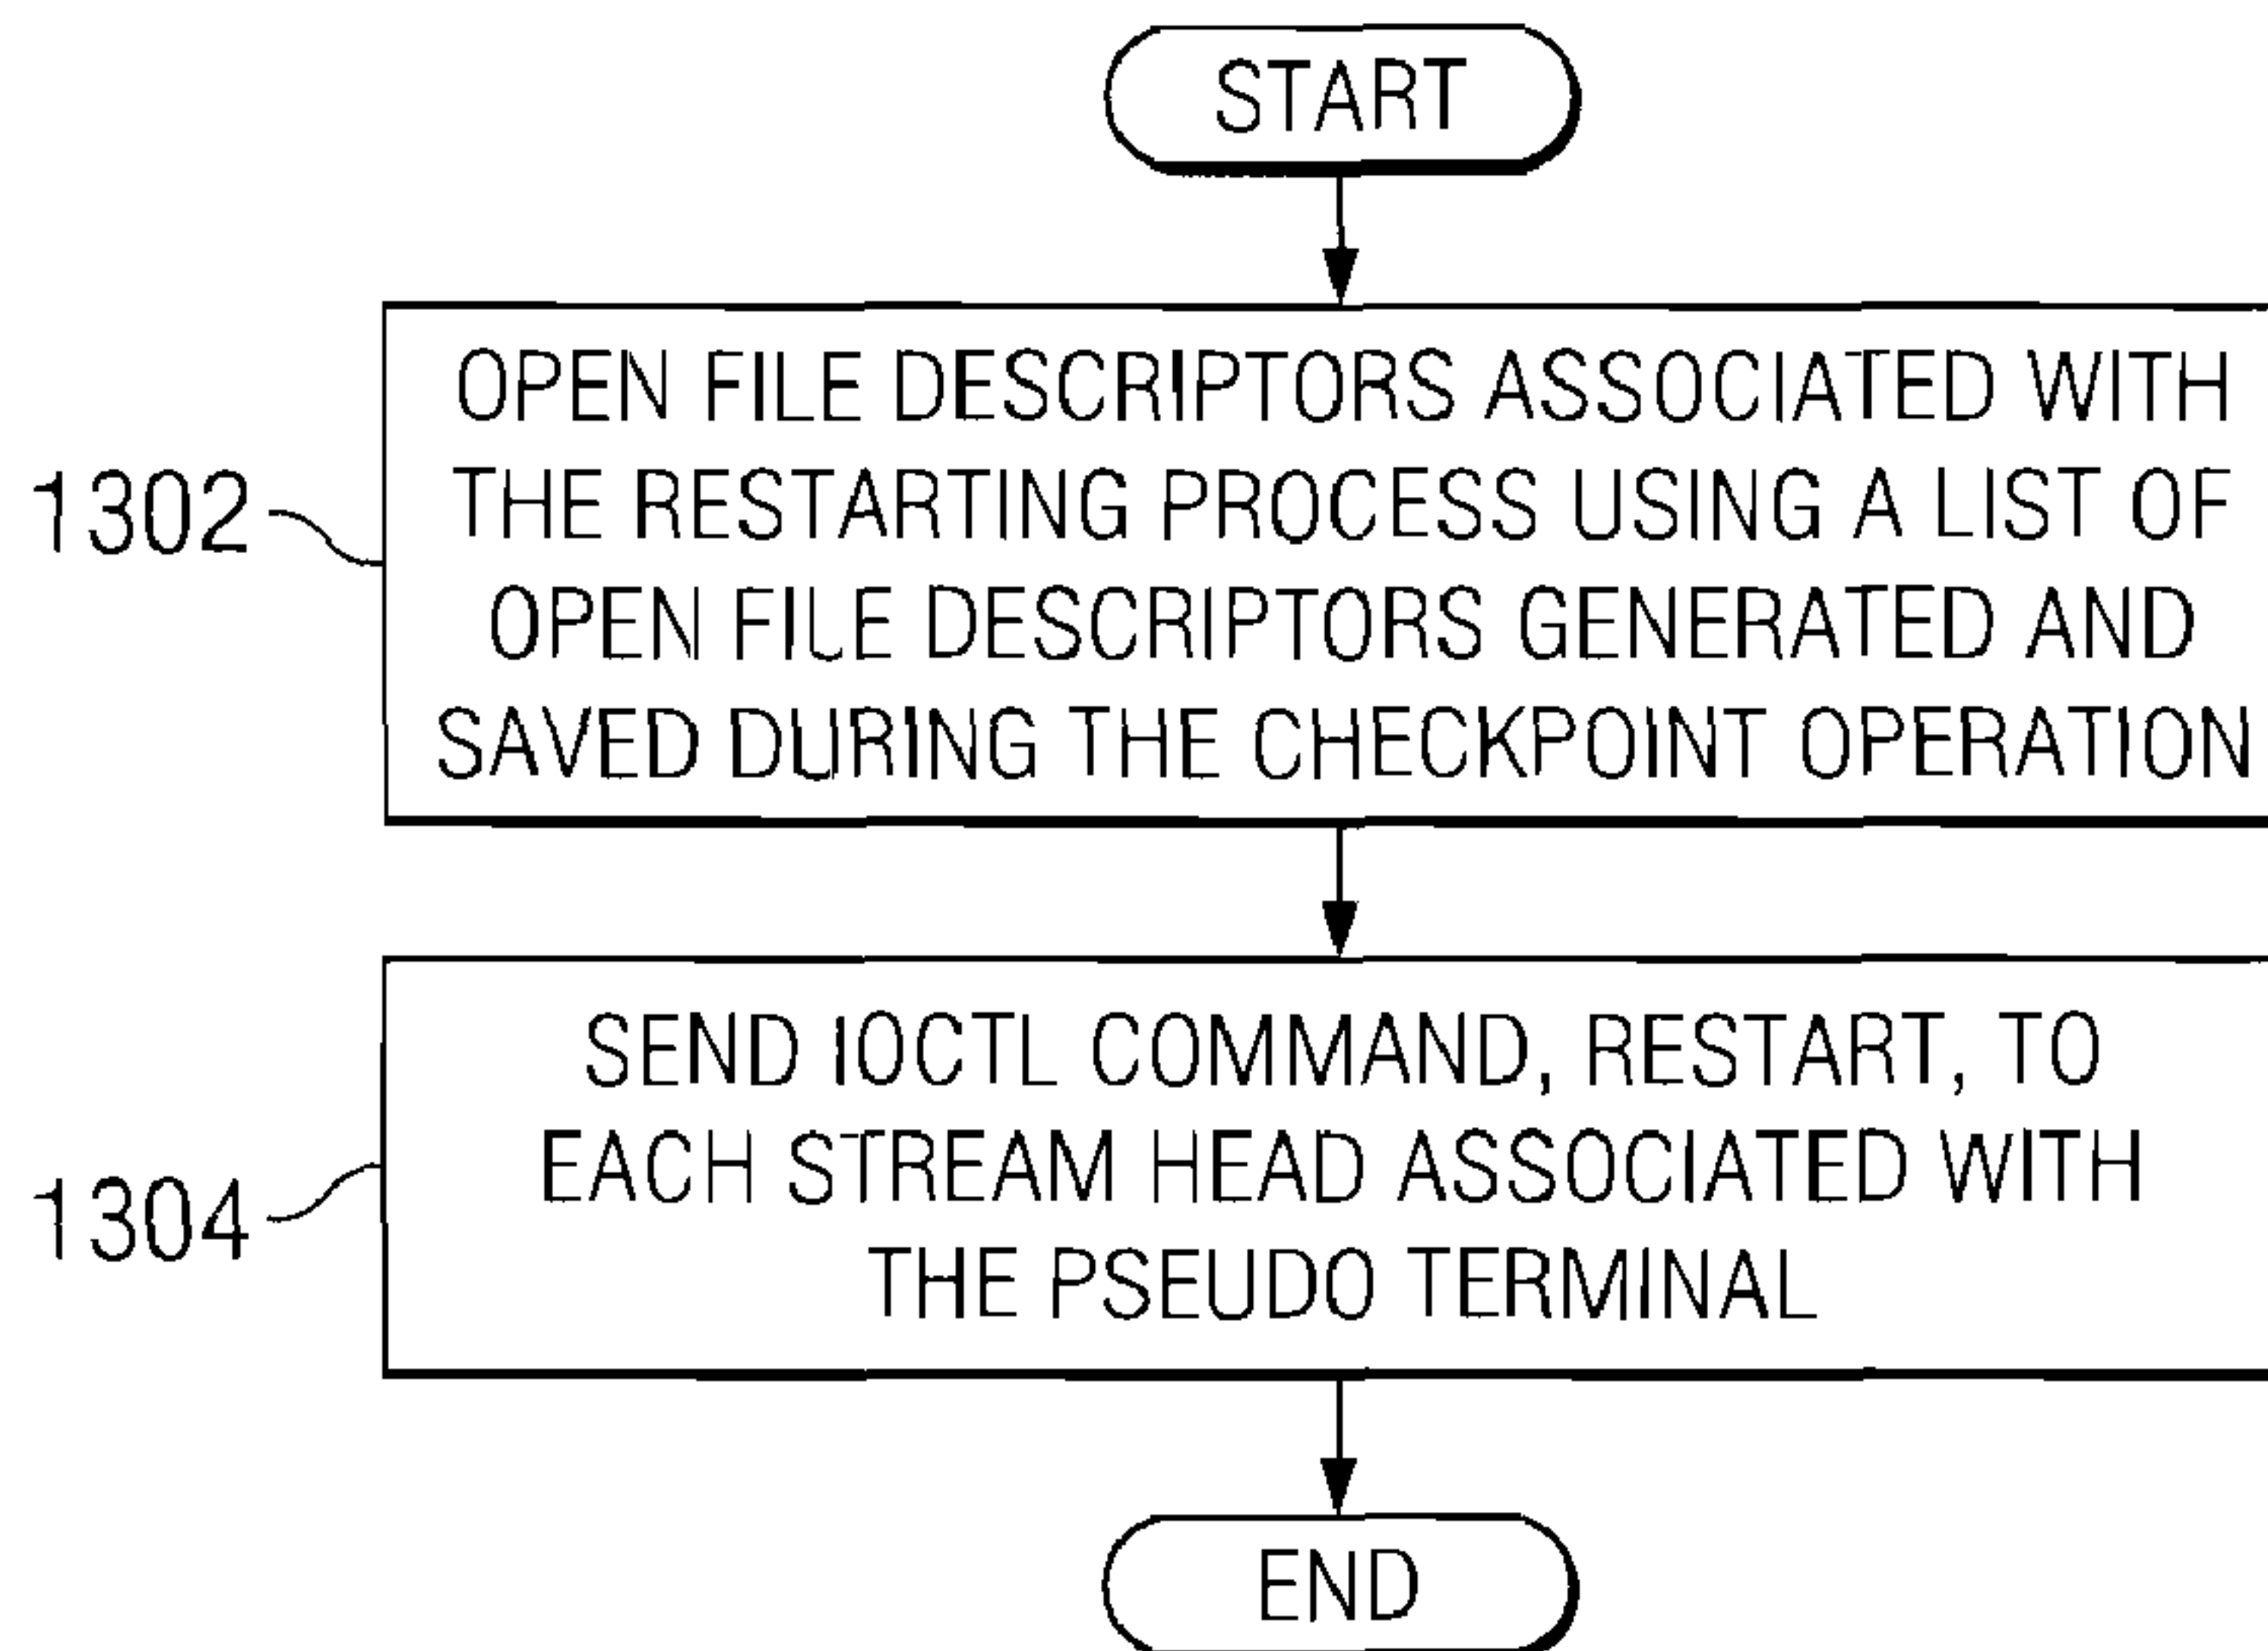 START
OPEN FILE DESCRIPTORS ASSOCIATED WITH
THE RESTARTING PROCESS USING A LIST OF
OPEN FILE DESCRIPTORS GENERATED AND
SAVED DURING THE CHECKPOINT OPERATION
1302
SEND IOCTL COMMAND, RESTART, TO
EACH STREAM HEAD ASSOCIATED WITH
THE PSEUDO TERMINAL
1304
END